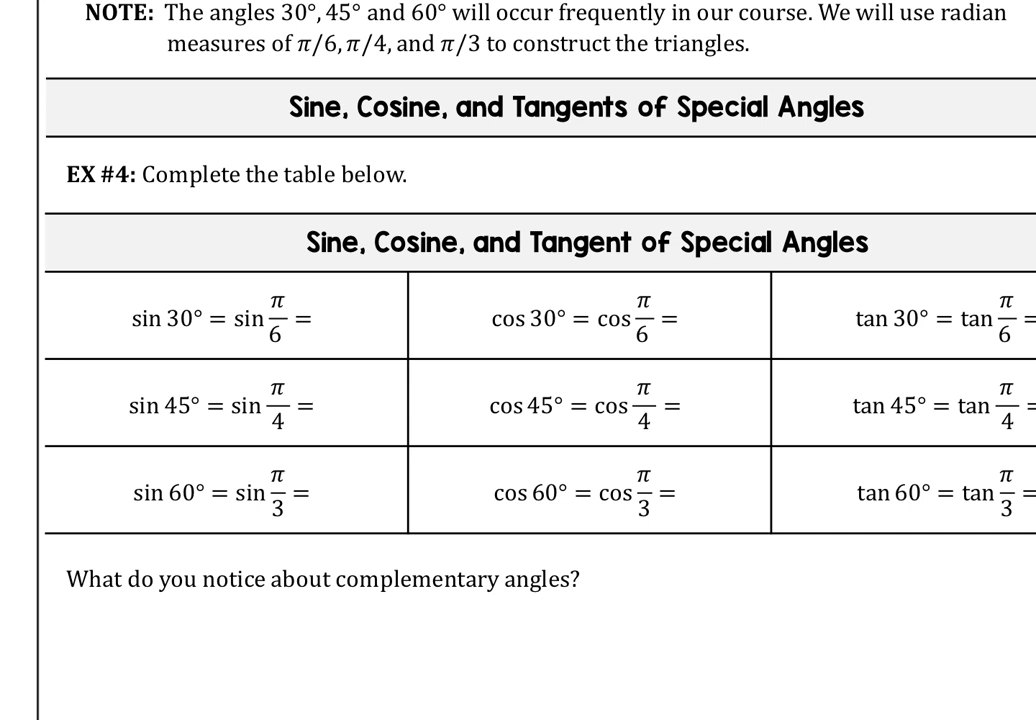 NOTE: The angles 30°, 45° and 60° will occur frequently in our course. We will use radian
measures of π/6, π/4, and π/3 to construct the triangles.
Sine, Cosine, and Tangents of Special Angles
EX #4: Complete the table below.
Sine, Cosine, and Tangent of Special Angles
sin 30° = sin π/6 = cos 30° = cos π/6 = tan 30° = tan π/6 =
sin 45° = sin π/4 = cos 45° = cos π/4 = tan 45° = tan π/4 =
sin 60° = sin π/3 = cos 60° = cos π/3 = tan 60° = tan π/3 =
What do you notice about complementary angles?